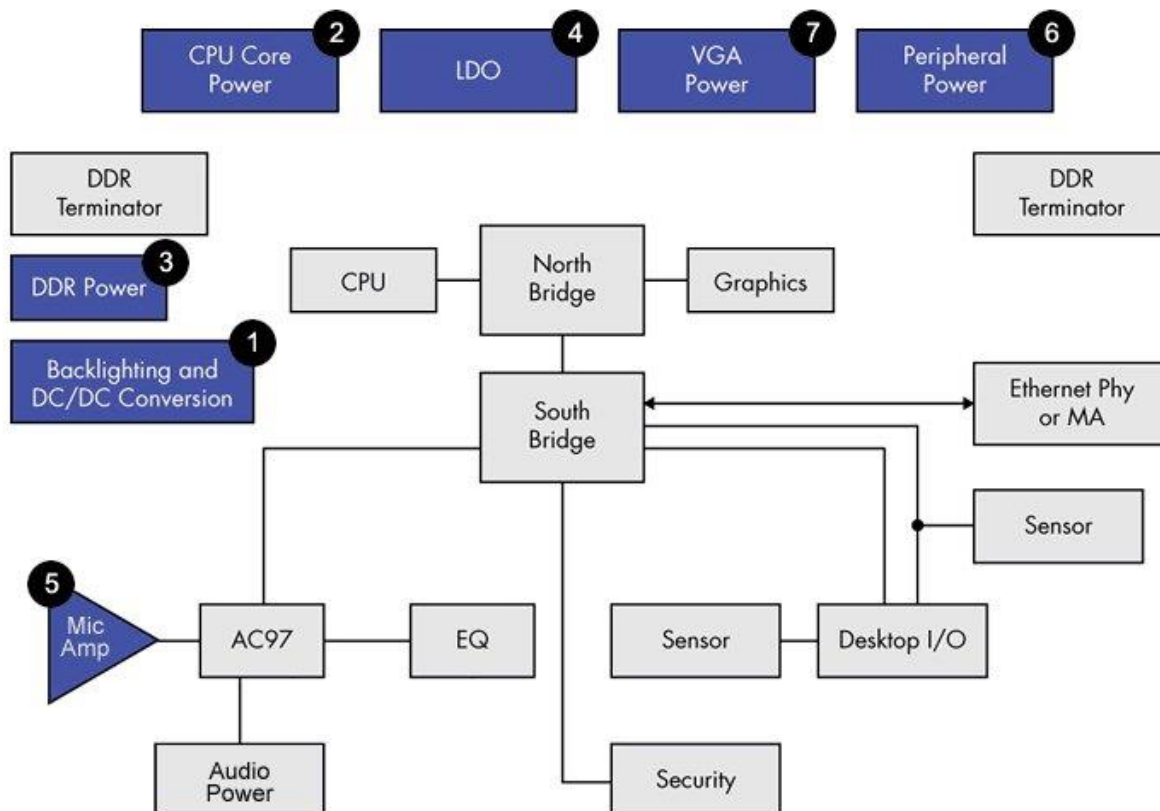 2
4
7
6
CPU Core
Power
LDO
VGA
Power
Peripheral
Power
DDR
Terminator
DDR
Terminator
3
DDR Power
CPU
North
Bridge
Graphics
1
Backlighting and
DC/DC Conversion
South
Bridge
Ethernet Phy
or MA
Sensor
5
Mic
Amp
AC97
EQ
Sensor
Desktop I/O
Audio
Power
Security